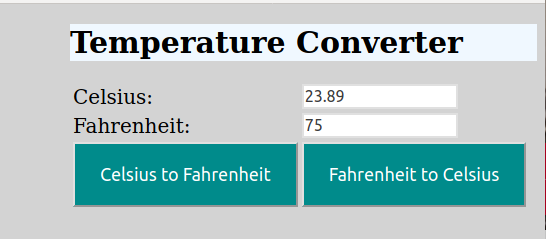 Temperature Converter
Celsius: 23.89
Fahrenheit: 75
Celsius to Fahrenheit Fahrenheit to Celsius